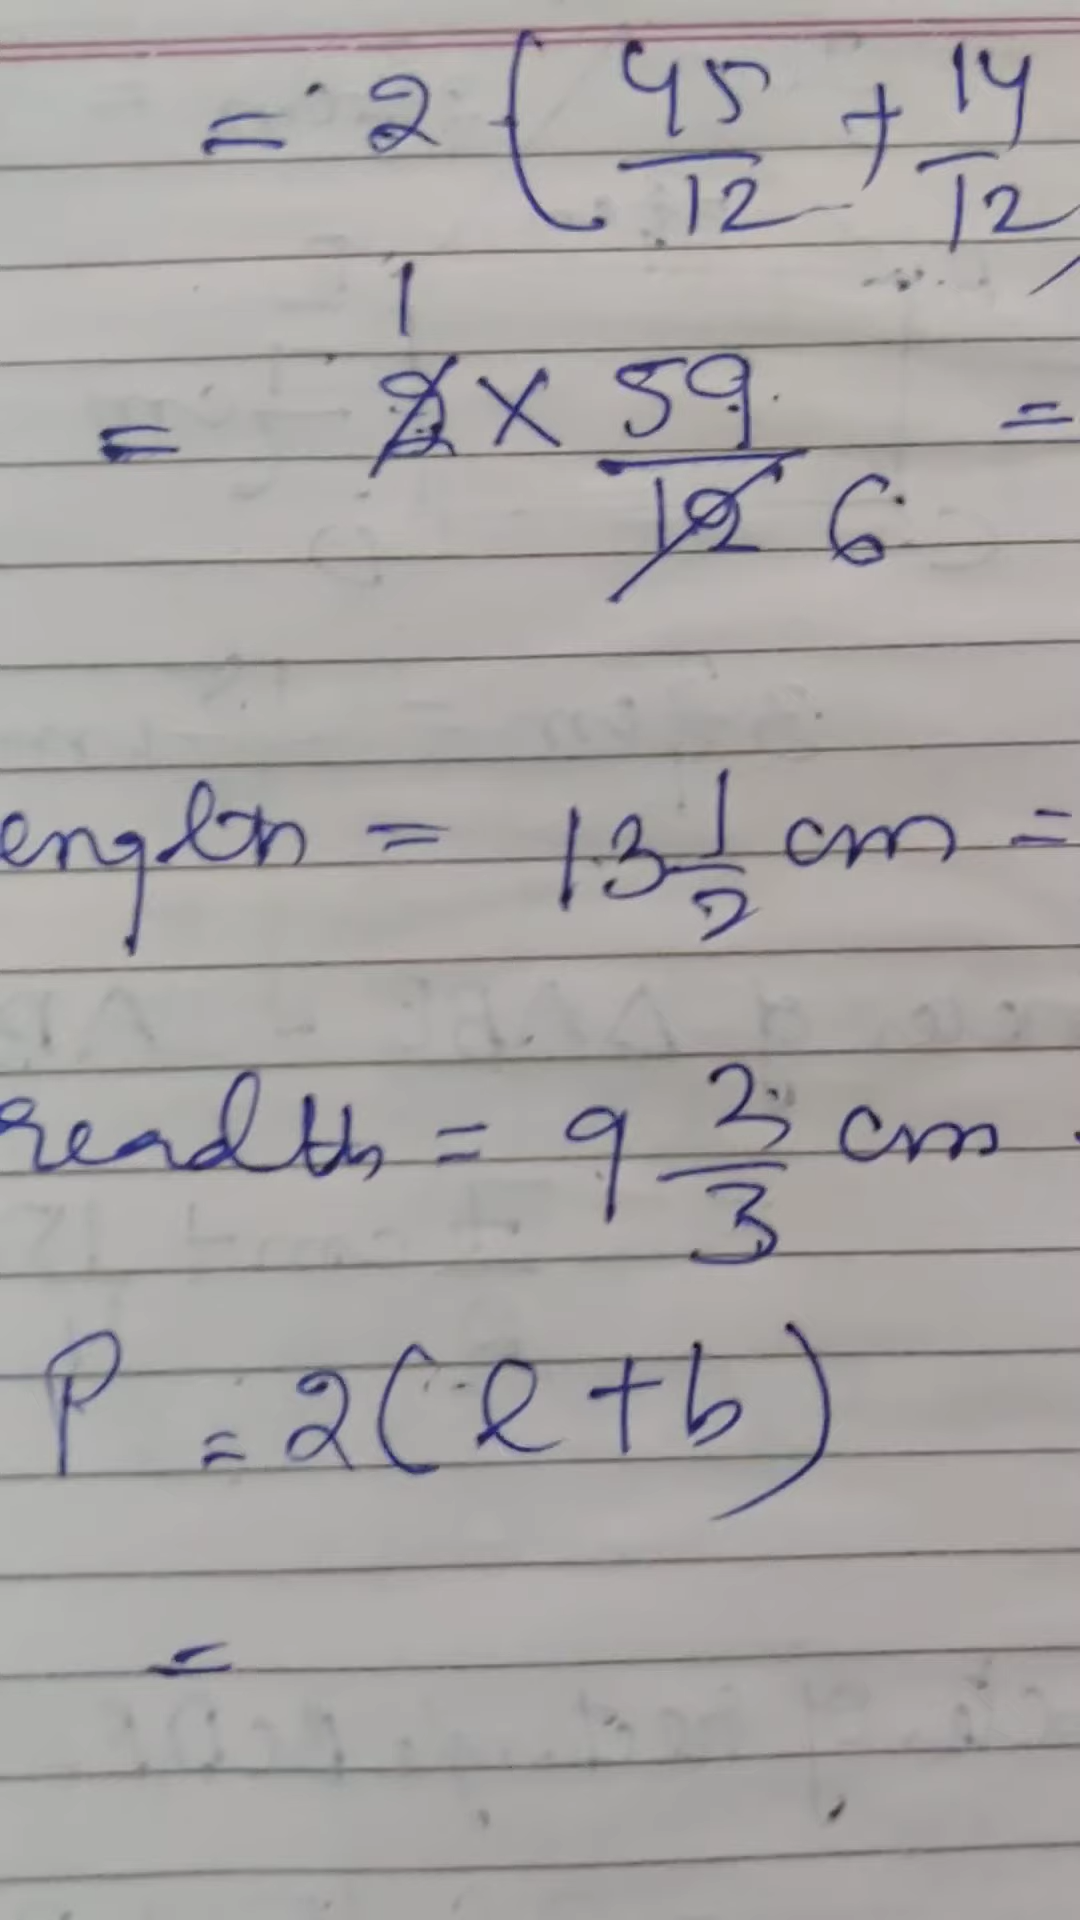 = 2 ( 45/12 + 14/12
1
= 2 × 59/12 6 =
ength = 13 1/2 cm =
readth = 9 2/3 cm
P = 2(l + b)
=